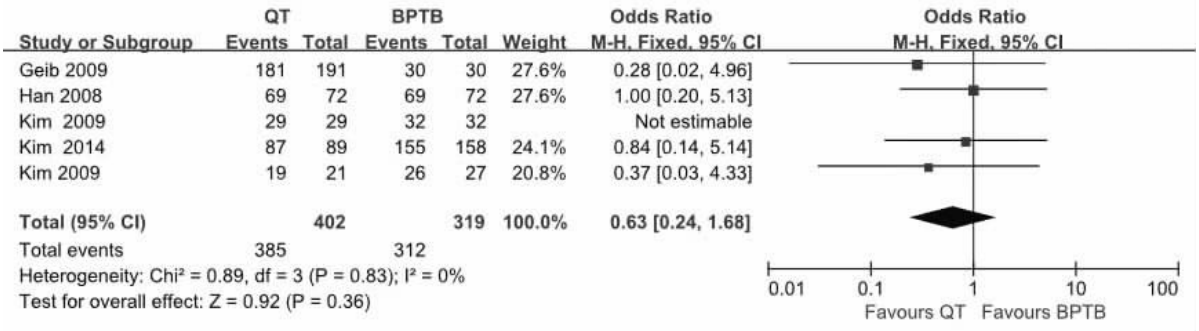 QT BPTB Odds Ratio Odds Ratio
Study or Subgroup Events Total Events Total Weight M-H, Fixed, 95% CI M-H, Fixed, 95% CI
Geib 2009 181 191 30 30 27.6% 0.28 [0.02, 4.96]
Han 2008 69 72 69 72 27.6% 1.00 [0.20, 5.13]
Kim 2009 29 29 32 32 Not estimable
Kim 2014 87 89 155 158 24.1% 0.84 [0.14, 5.14]
Kim 2009 19 21 26 27 20.8% 0.37 [0.03, 4.33]
Total (95% CI) 402 319 100.0% 0.63 [0.24, 1.68]
Total events 385 312
Heterogeneity: Chi² = 0.89, df = 3 (P = 0.83); I² = 0%
Test for overall effect: Z = 0.92 (P = 0.36)
0.01 0.1 1 10 100
Favours QT Favours BPTB